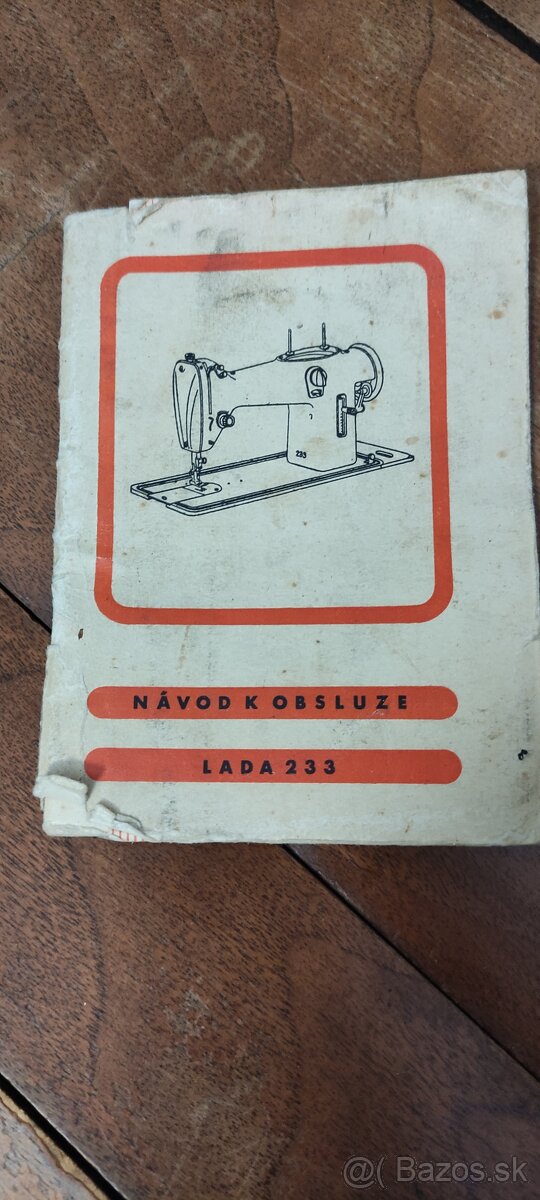 233
NÁVOD K OBSLUZE
LADA 233
@( Bazos.sk